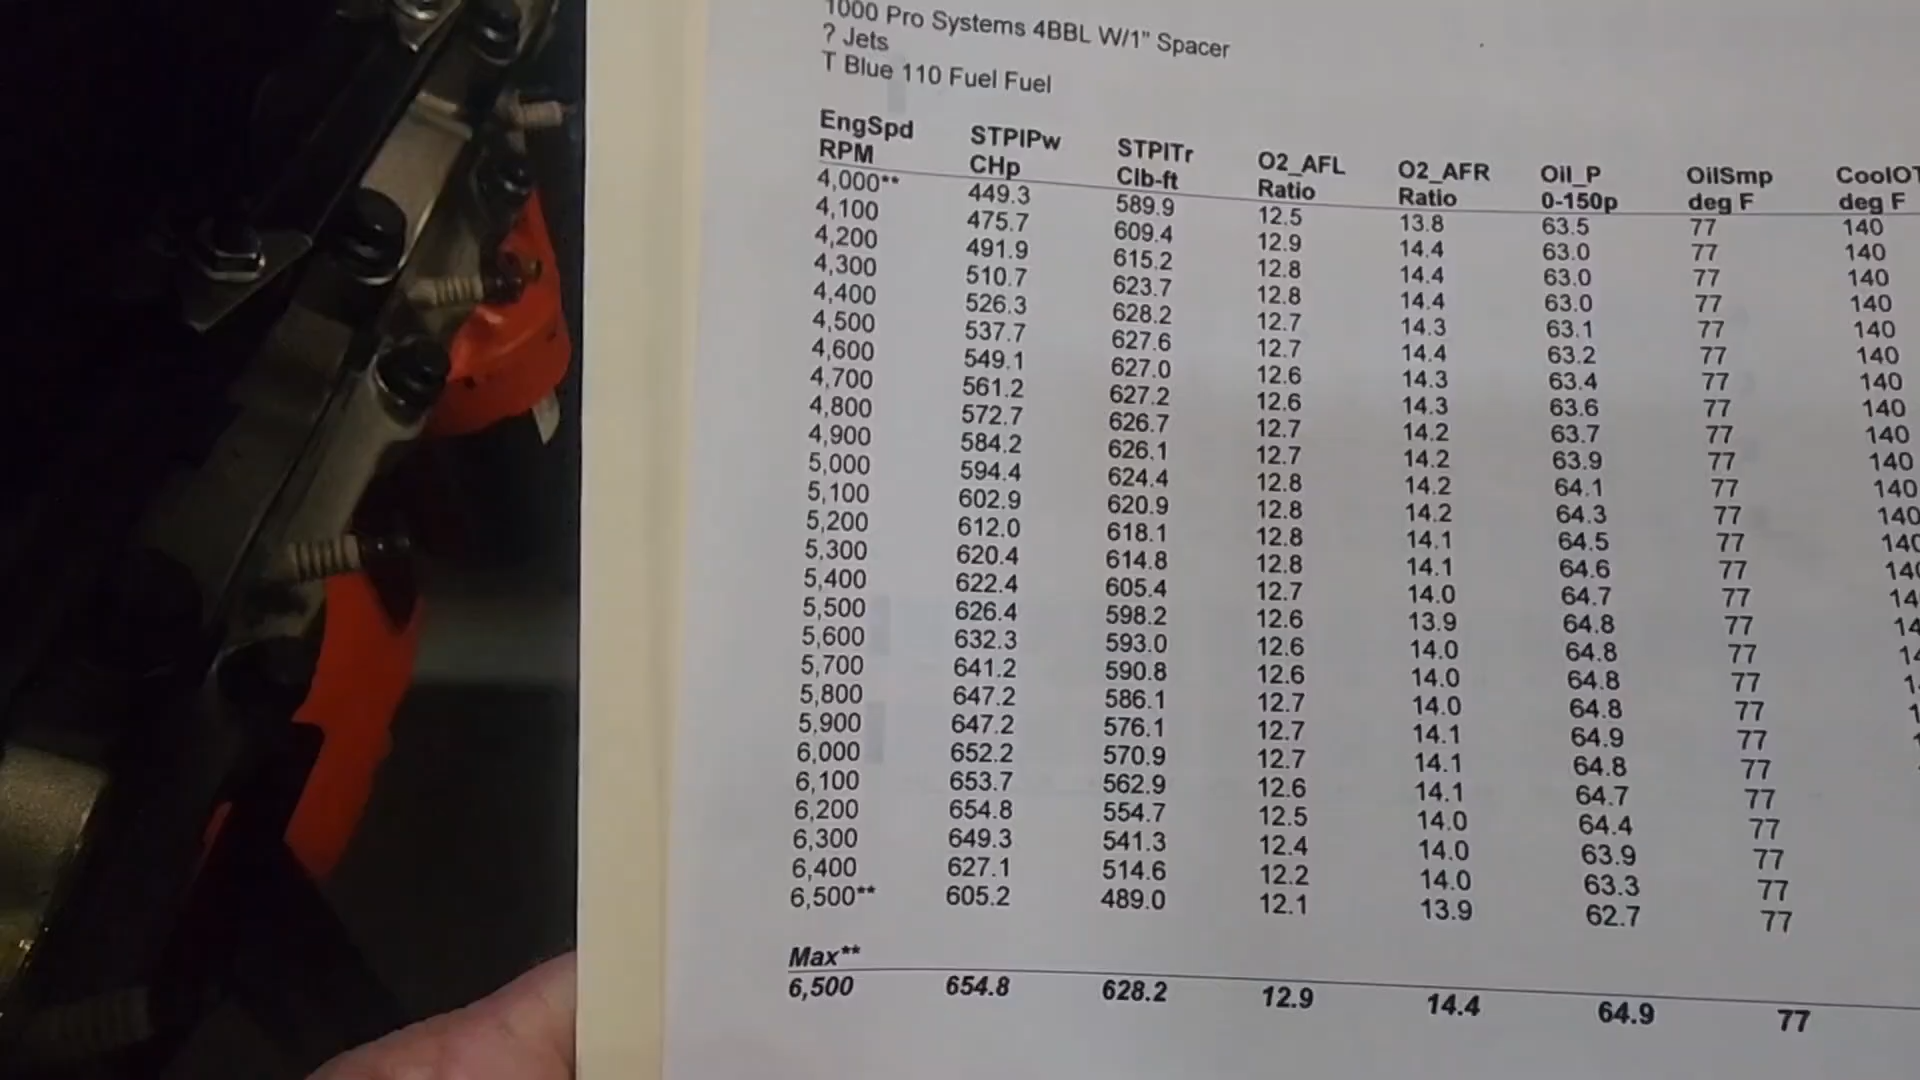 1000 Pro Systems 4BBL W/1" Spacer
? Jets
T Blue 110 Fuel Fuel
EngSpd STPlPw STPlTr O2_AFL O2_AFR Oil_P OilSmp CoolOT
RPM CHp Clb-ft Ratio Ratio 0-150p deg F deg F
4,000** 449.3 589.9 12.5 13.8 63.5 77 140
4,100 475.7 609.4 12.9 14.4 63.0 77 140
4,200 491.9 615.2 12.8 14.4 63.0 77 140
4,300 510.7 623.7 12.8 14.4 63.0 77 140
4,400 526.3 628.2 12.7 14.3 63.1 77 140
4,500 537.7 627.6 12.7 14.4 63.2 77 140
4,600 549.1 627.0 12.6 14.3 63.4 77 140
4,700 561.2 627.2 12.6 14.3 63.6 77 140
4,800 572.7 626.7 12.7 14.2 63.7 77 140
4,900 584.2 626.1 12.7 14.2 63.9 77 140
5,000 594.4 624.4 12.8 14.2 64.1 77 140
5,100 602.9 620.9 12.8 14.2 64.3 77 140
5,200 612.0 618.1 12.8 14.1 64.5 77 140
5,300 620.4 614.8 12.8 14.1 64.6 77 140
5,400 622.4 605.4 12.7 14.0 64.7 77 14
5,500 626.4 598.2 12.6 13.9 64.8 77 14
5,600 632.3 593.0 12.6 14.0 64.8 77
5,700 641.2 590.8 12.6 14.0 64.8 77
5,800 647.2 586.1 12.7 14.0 64.8 77
5,900 647.2 576.1 12.7 14.1 64.9 77
6,000 652.2 570.9 12.7 14.1 64.8 77
6,100 653.7 562.9 12.6 14.1 64.7 77
6,200 654.8 554.7 12.5 14.0 64.4 77
6,300 649.3 541.3 12.4 14.0 63.9 77
6,400 627.1 514.6 12.2 14.0 63.3 77
6,500** 605.2 489.0 12.1 13.9 62.7 77
Max**
6,500 654.8 628.2 12.9 14.4 64.9 77